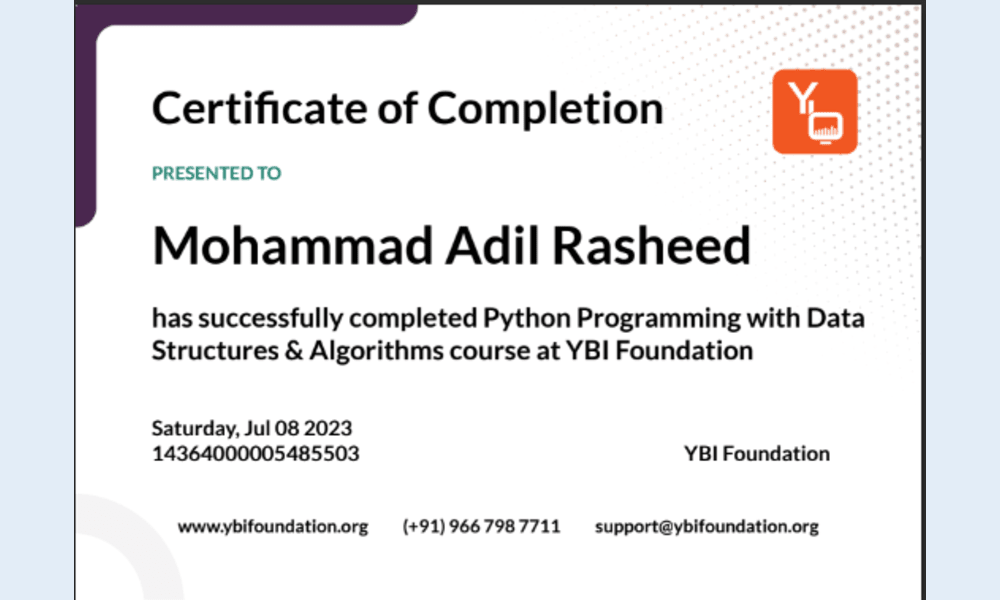 Certificate of Completion
PRESENTED TO
Mohammad Adil Rasheed
has successfully completed Python Programming with Data
Structures & Algorithms course at YBI Foundation
Saturday, Jul 08 2023
14364000005485503
YBI Foundation
www.ybifoundation.org (+91) 966 798 7711 support@ybifoundation.org